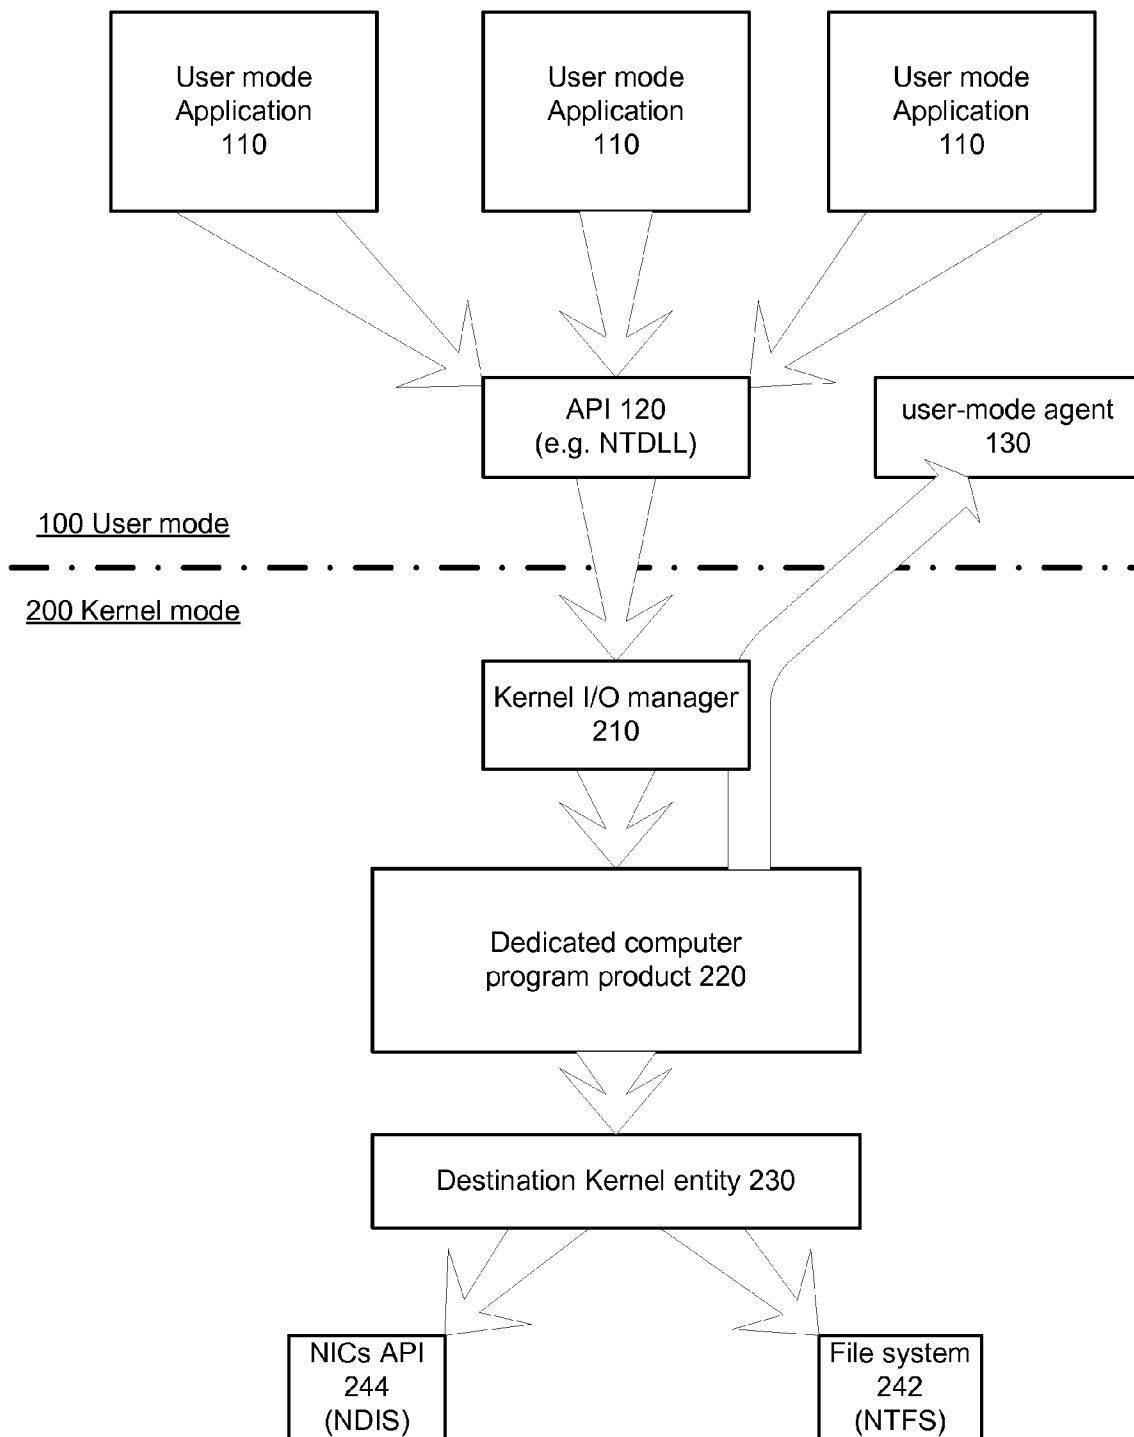 User mode
Application
110
User mode
Application
110
User mode
Application
110
API 120
(e.g. NTDLL)
user-mode agent
130
100 User mode
200 Kernel mode
Kernel I/O manager
210
Dedicated computer
program product 220
Destination Kernel entity 230
NICs API
244
(NDIS)
File system
242
(NTFS)